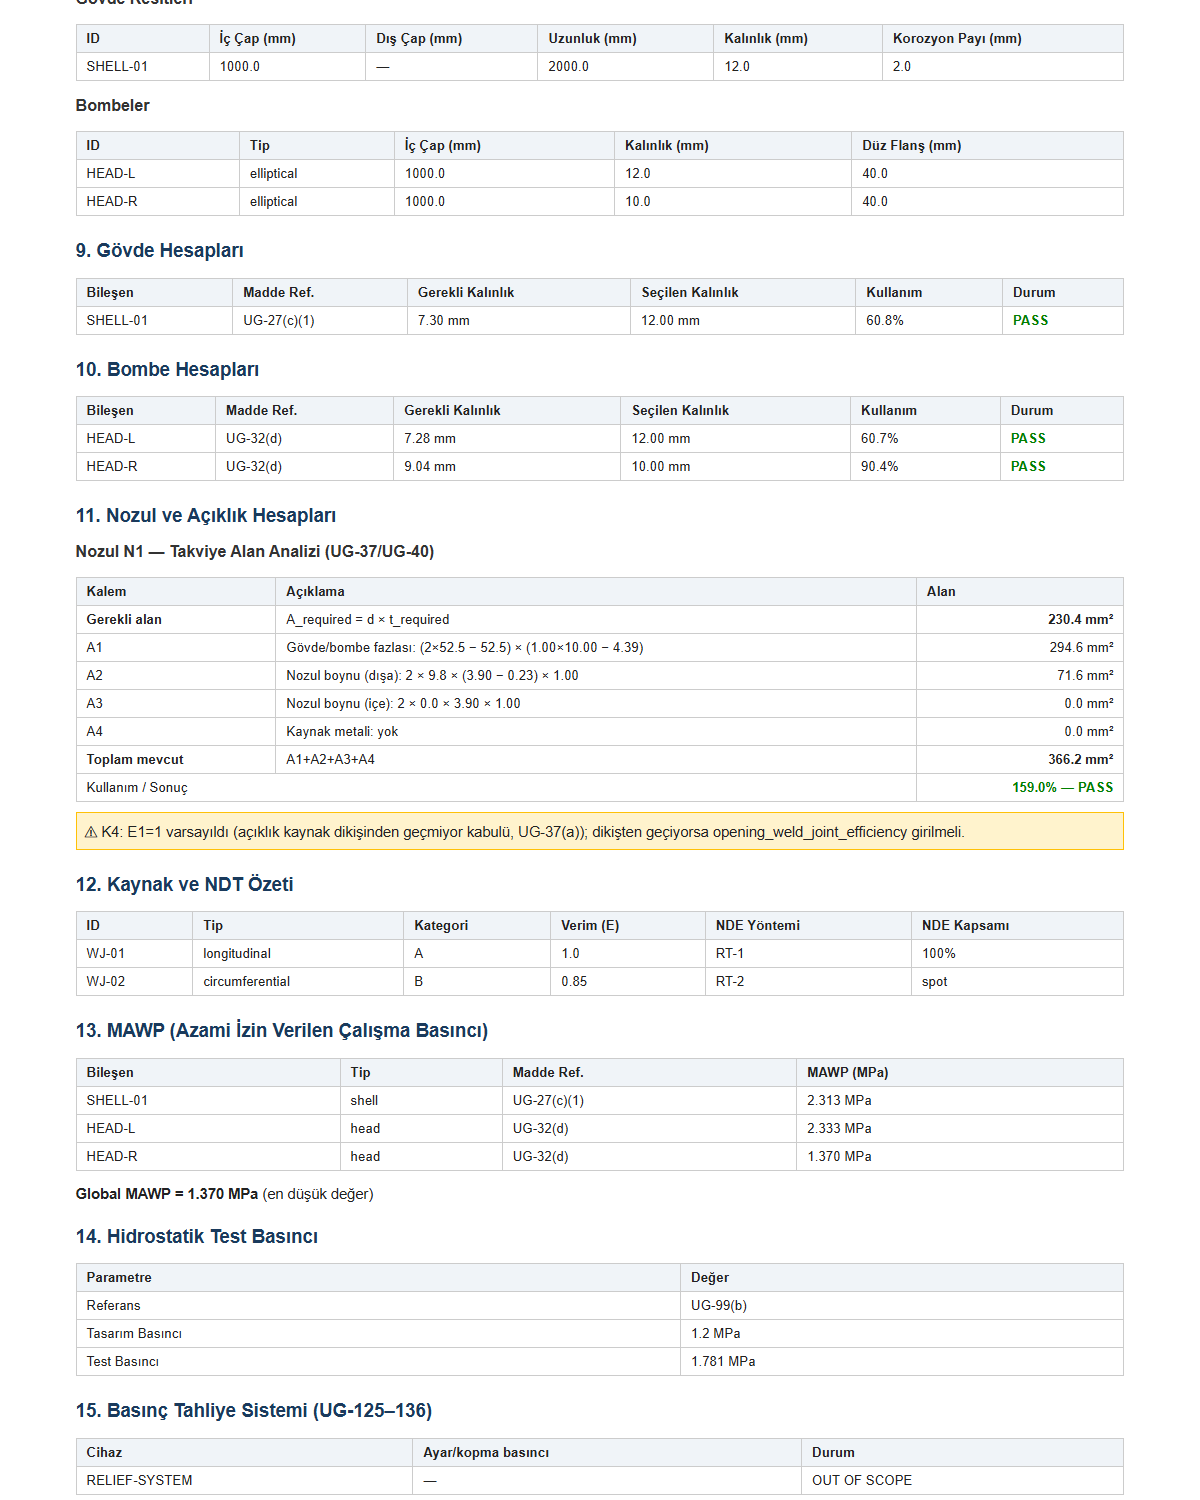 Gövde Kesitleri
ID İç Çap (mm) Dış Çap (mm) Uzunluk (mm) Kalınlık (mm) Korozyon Payı (mm)
SHELL-01 1000.0 — 2000.0 12.0 2.0
Bombeler
ID Tip İç Çap (mm) Kalınlık (mm) Düz Flanş (mm)
HEAD-L elliptical 1000.0 12.0 40.0
HEAD-R elliptical 1000.0 10.0 40.0
9. Gövde Hesapları
Bileşen Madde Ref. Gerekli Kalınlık Seçilen Kalınlık Kullanım Durum
SHELL-01 UG-27(c)(1) 7.30 mm 12.00 mm 60.8% PASS
10. Bombe Hesapları
Bileşen Madde Ref. Gerekli Kalınlık Seçilen Kalınlık Kullanım Durum
HEAD-L UG-32(d) 7.28 mm 12.00 mm 60.7% PASS
HEAD-R UG-32(d) 9.04 mm 10.00 mm 90.4% PASS
11. Nozul ve Açıklık Hesapları
Nozul N1 — Takviye Alan Analizi (UG-37/UG-40)
Kalem Açıklama Alan
Gerekli alan A_required = d × t_required 230.4 mm²
A1 Gövde/bombe fazlası: (2×52.5 − 52.5) × (1.00×10.00 − 4.39) 294.6 mm²
A2 Nozul boynu (dışa): 2 × 9.8 × (3.90 − 0.23) × 1.00 71.6 mm²
A3 Nozul boynu (içe): 2 × 0.0 × 3.90 × 1.00 0.0 mm²
A4 Kaynak metali: yok 0.0 mm²
Toplam mevcut A1+A2+A3+A4 366.2 mm²
Kullanım / Sonuç 159.0% — PASS
⚠ K4: E1=1 varsayıldı (açıklık kaynak dikişinden geçmiyor kabulü, UG-37(a)); dikişten geçiyorsa opening_weld_joint_efficiency girilmeli.
12. Kaynak ve NDT Özeti
ID Tip Kategori Verim (E) NDE Yöntemi NDE Kapsamı
WJ-01 longitudinal A 1.0 RT-1 100%
WJ-02 circumferential B 0.85 RT-2 spot
13. MAWP (Azami İzin Verilen Çalışma Basıncı)
Bileşen Tip Madde Ref. MAWP (MPa)
SHELL-01 shell UG-27(c)(1) 2.313 MPa
HEAD-L head UG-32(d) 2.333 MPa
HEAD-R head UG-32(d) 1.370 MPa
Global MAWP = 1.370 MPa (en düşük değer)
14. Hidrostatik Test Basıncı
Parametre Değer
Referans UG-99(b)
Tasarım Basıncı 1.2 MPa
Test Basıncı 1.781 MPa
15. Basınç Tahliye Sistemi (UG-125–136)
Cihaz Ayar/kopma basıncı Durum
RELIEF-SYSTEM — OUT OF SCOPE